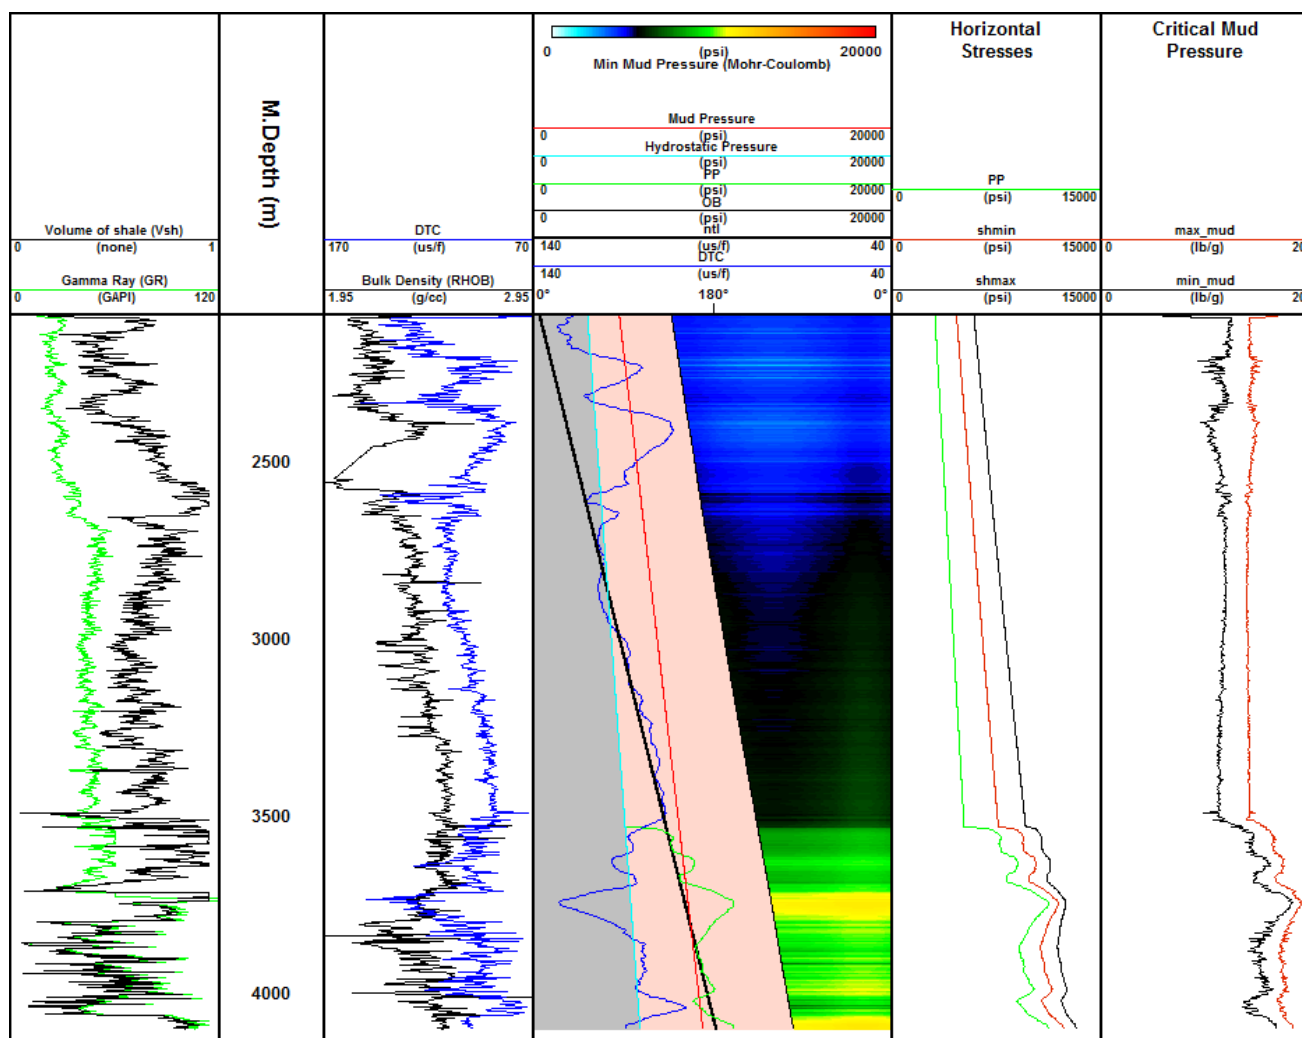 Volume of shale (Vsh)
0 (none) 1
Gamma Ray (GR)
0 (GAPI) 120
M.Depth (m)
DTC
170 (us/f) 70
Bulk Density (RHOB)
1.95 (g/cc) 2.95
0 (psi) 20000
Min Mud Pressure (Mohr-Coulomb)
Mud Pressure
0 (psi) 20000
Hydrostatic Pressure
0 (psi) 20000
PP
0 (psi) 20000
OB
0 (psi) 20000
ntl
140 (us/f) 40
DTC
140 (us/f) 40
0° 180° 0°
Horizontal
Stresses
PP
0 (psi) 15000
shmin
0 (psi) 15000
shmax
0 (psi) 15000
Critical Mud
Pressure
max_mud
0 (lb/g) 20
min_mud
0 (lb/g) 20
2500
3000
3500
4000